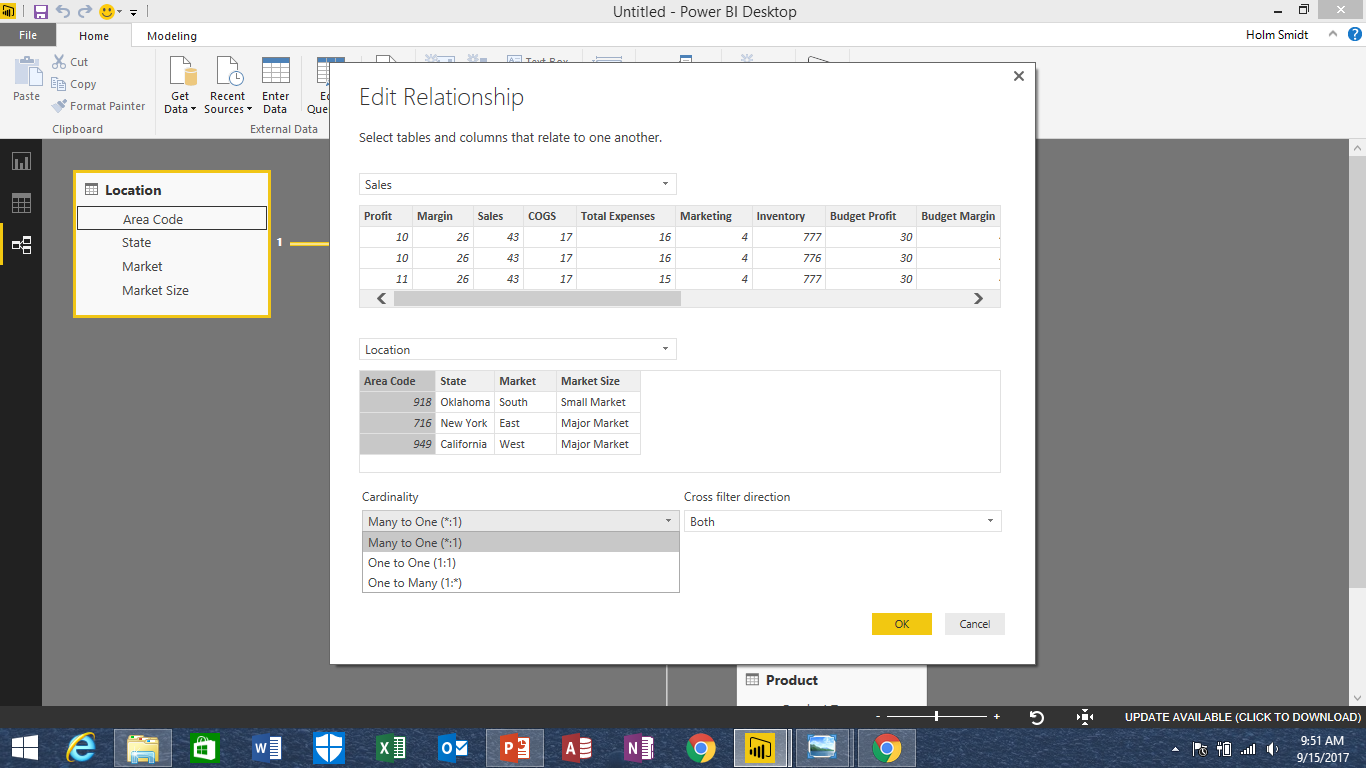 Untitled - Power BI Desktop
File Home Modeling Holm Smidt
Paste
Cut
Copy
Format Painter
Clipboard
Get Data
Recent Sources
Enter Data
External Data
Text Box
Location
Area Code
State
Market
Market Size
1
Edit Relationship
Select tables and columns that relate to one another.
Sales
Profit Margin Sales COGS Total Expenses Marketing Inventory Budget Profit Budget Margin
10 26 43 17 16 4 777 30
10 26 43 17 16 4 776 30
11 26 43 17 15 4 777 30
Location
Area Code State Market Market Size
918 Oklahoma South Small Market
716 New York East Major Market
949 California West Major Market
Cardinality Cross filter direction
Many to One (*:1) Both
Many to One (*:1)
One to One (1:1)
One to Many (1:*)
OK Cancel
Product
UPDATE AVAILABLE (CLICK TO DOWNLOAD)
9:51 AM
9/15/2017